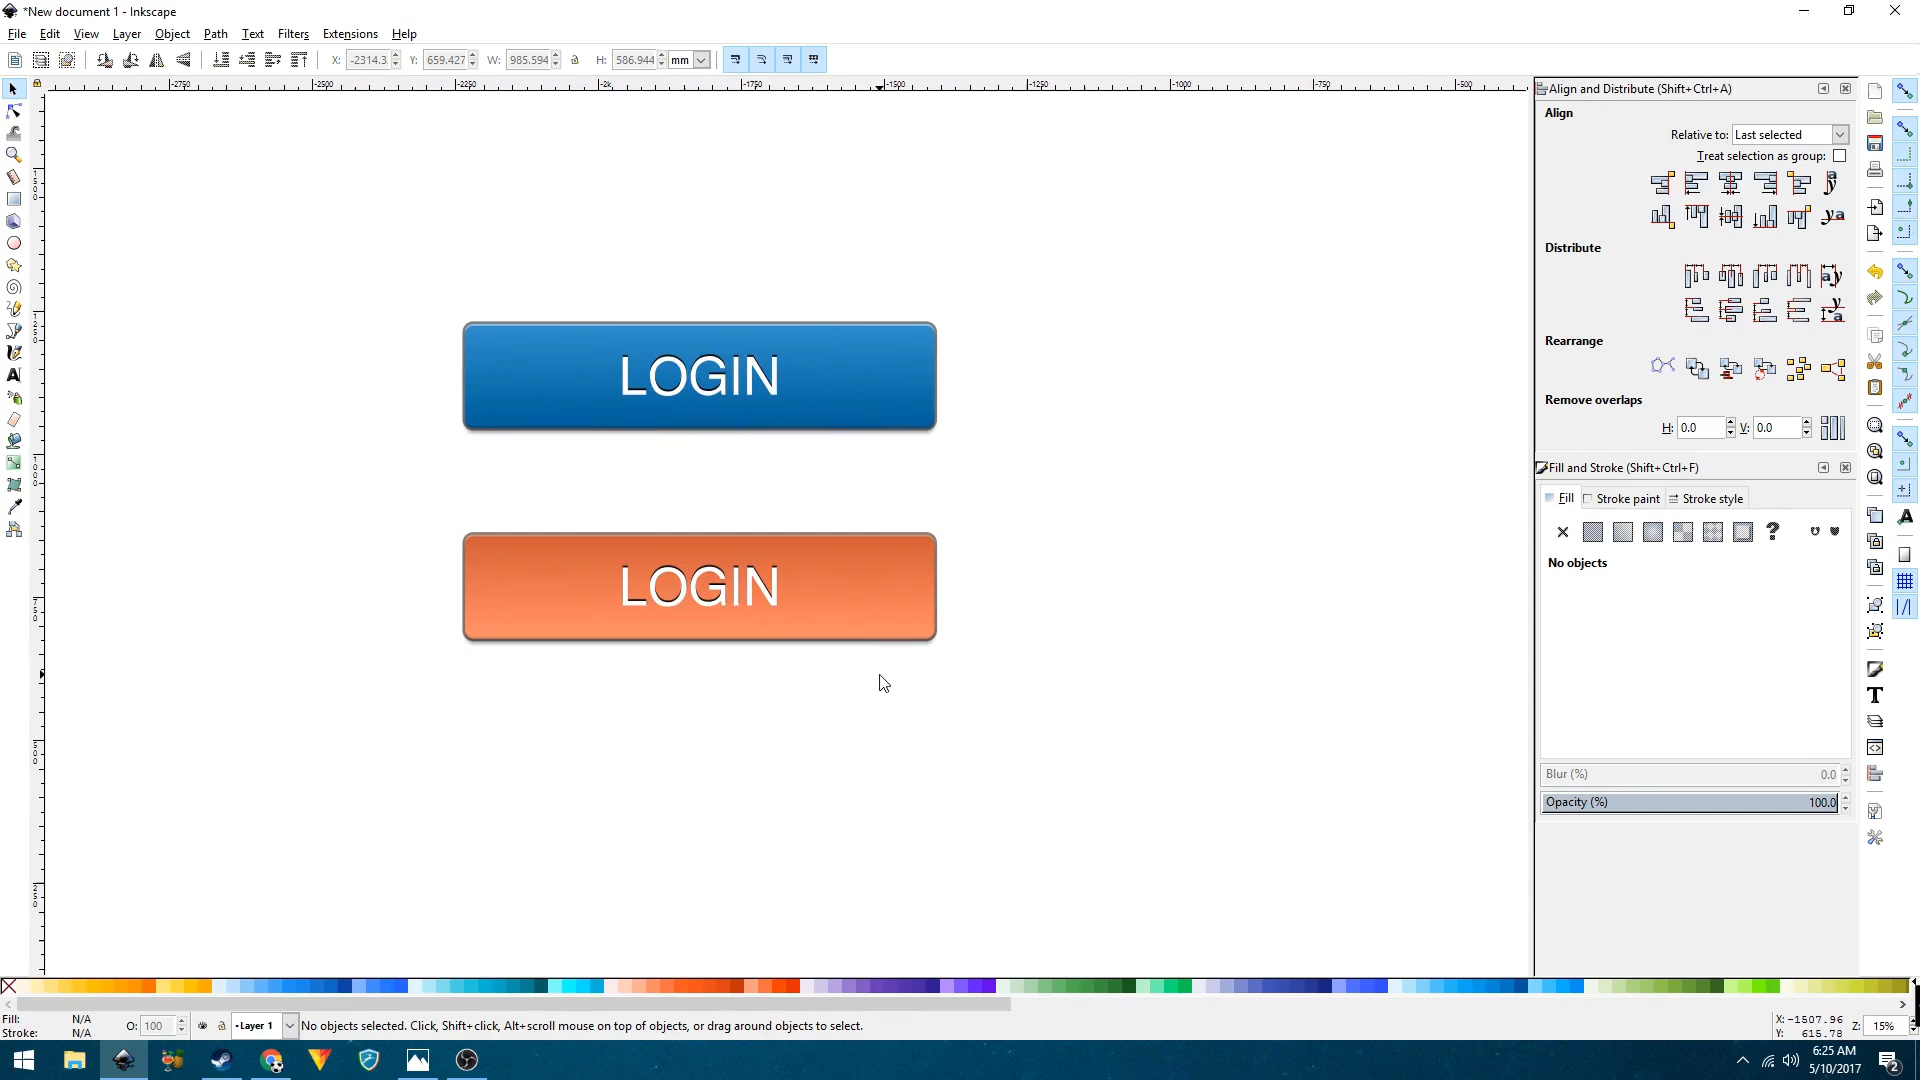 *New document 1 - Inkscape
File Edit View Layer Object Path Text Filters Extensions Help
X: -2314.3 Y: 659.427 W: 985.594 H: 586.944 mm
-2750 -2500 -2250 -2k -1750 -1500 -1250 -1000 -750 -500
Align and Distribute (Shift+Ctrl+A)
Align
Relative to: Last selected
Treat selection as group:
Distribute
Rearrange
Remove overlaps
H: 0.0 V: 0.0
LOGIN
LOGIN
Fill and Stroke (Shift+Ctrl+F)
Fill Stroke paint Stroke style
No objects
Blur (%) 0.0
Opacity (%) 100.0
Fill: N/A
Stroke: N/A
O: 100
Layer 1
No objects selected. Click, Shift+click, Alt+scroll mouse on top of objects, or drag around objects to select.
X: -1507.96
Y: 615.78
Z: 15%
6:25 AM
5/10/2017
2